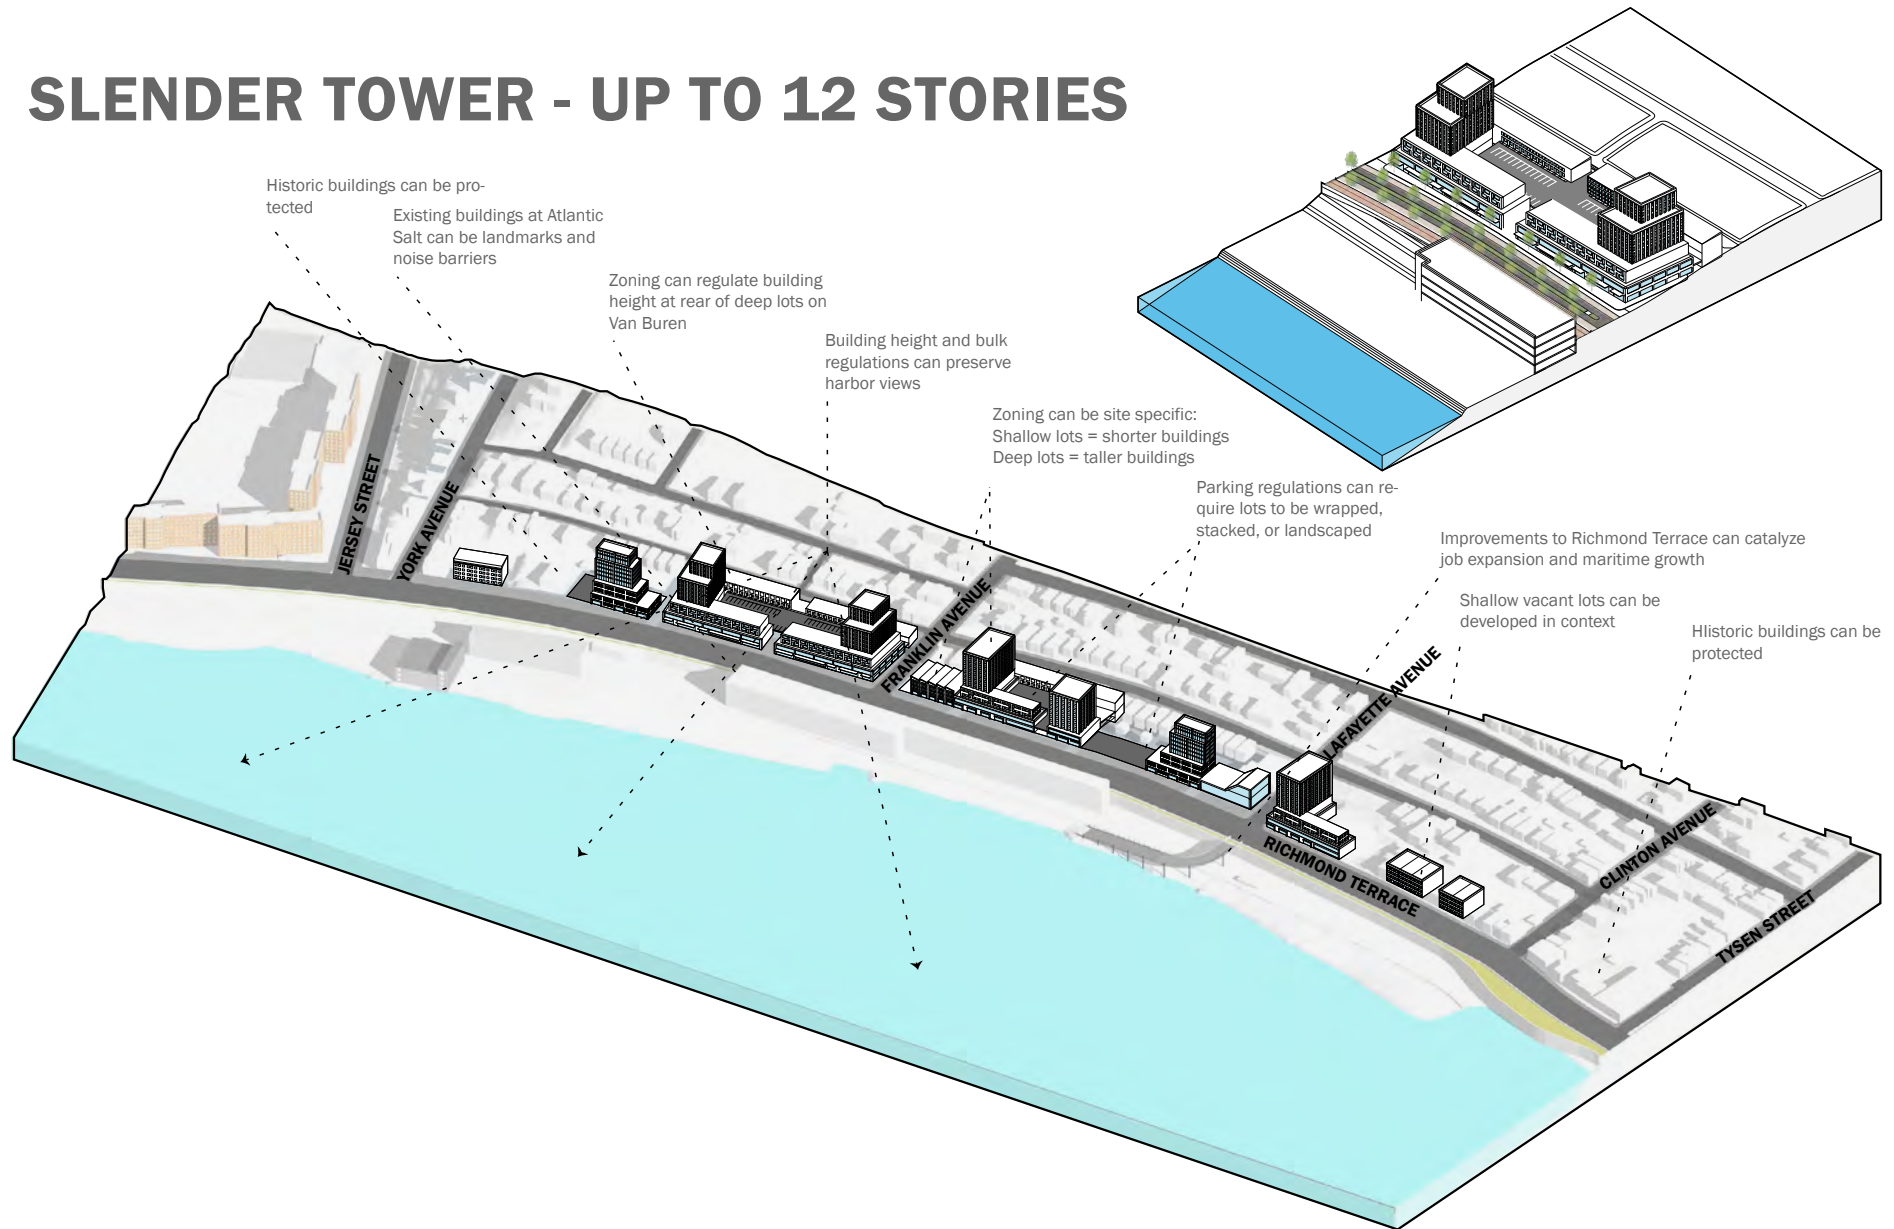 SLENDER TOWER - UP TO 12 STORIES
Historic buildings can be pro-
tected
Existing buildings at Atlantic
Salt can be landmarks and
noise barriers
Zoning can regulate building
height at rear of deep lots on
Van Buren
Building height and bulk
regulations can preserve
harbor views
Zoning can be site specific:
Shallow lots = shorter buildings
Deep lots = taller buildings
Parking regulations can re-
quire lots to be wrapped,
stacked, or landscaped
Improvements to Richmond Terrace can catalyze
job expansion and maritime growth
Shallow vacant lots can be
developed in context
HIistoric buildings can be
protected
JERSEY STREET
YORK AVENUE
FRANKLIN AVENUE
LAFAYETTE AVENUE
RICHMOND TERRACE
CLINTON AVENUE
TYSEN STREET